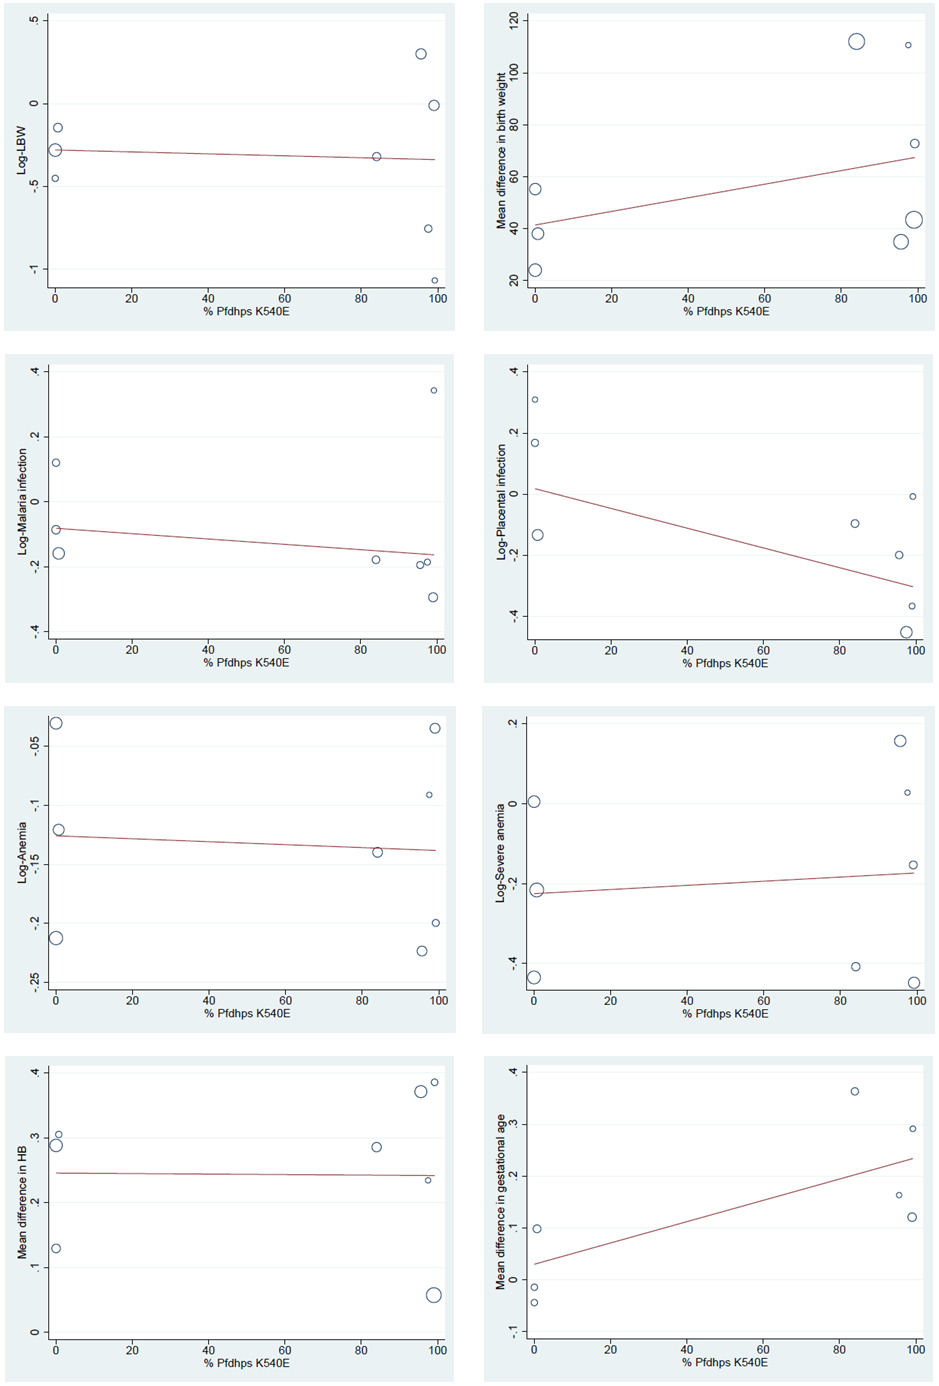 Log-LBW
.5
0
-.5
-1
0 20 40 60 80 100
% Pfdhps K540E
Mean difference in birth weight
120
100
80
60
40
20
0 20 40 60 80 100
% Pfdhps K540E
Log-Malaria infection
.4
.2
0
-.2
-.4
0 20 40 60 80 100
% Pfdhps K540E
Log-Placental infection
.4
.2
0
-.2
-.4
0 20 40 60 80 100
% Pfdhps K540E
Log-Anemia
-.05
-.1
-.15
-.2
-.25
0 20 40 60 80 100
% Pfdhps K540E
Log-Severe anemia
.2
0
-.2
-.4
0 20 40 60 80 100
% Pfdhps K540E
Mean difference in HB
.4
.3
.2
.1
0
0 20 40 60 80 100
% Pfdhps K540E
Mean difference in gestational age
.4
.3
.2
.1
0
-.1
0 20 40 60 80 100
% Pfdhps K540E